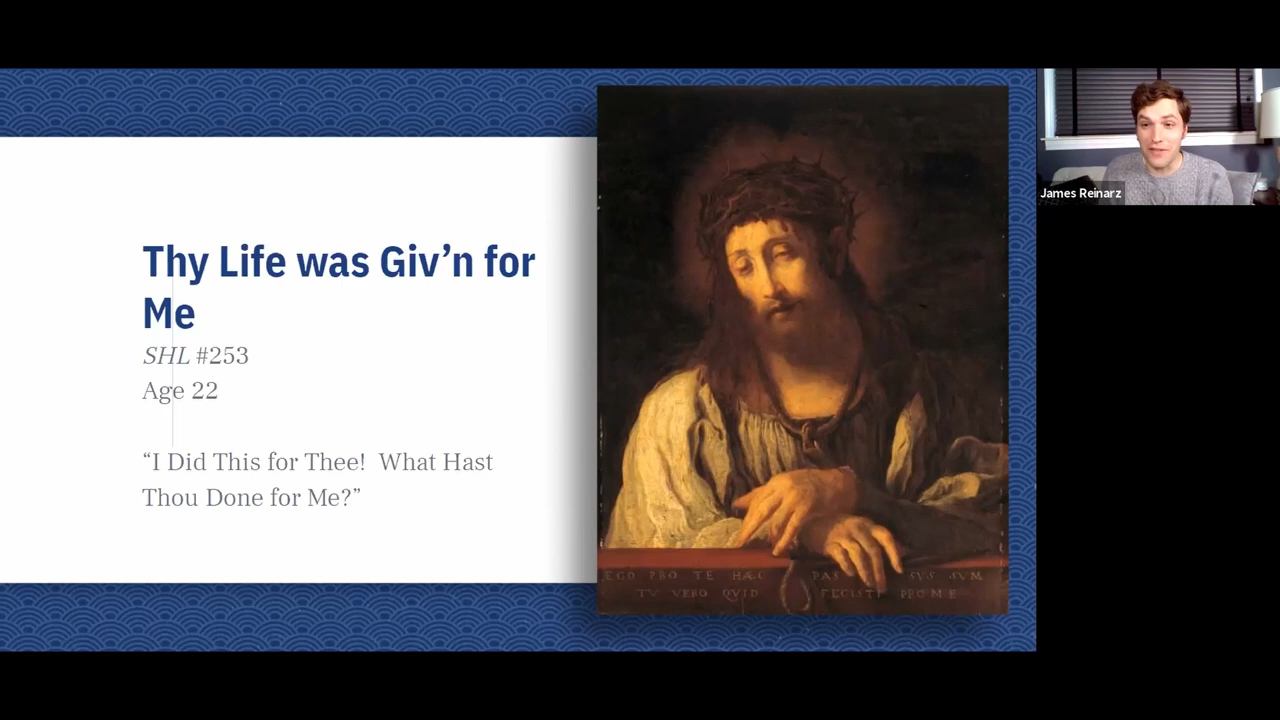 Thy Life was Giv’n for
Me
SHL #253
Age 22
“I Did This for Thee!  What Hast
Thou Done for Me?”
EGO PRO TE HÆC PAS SVS SVM
TV VERO QVID FECISTI PRO ME
James Reinarz